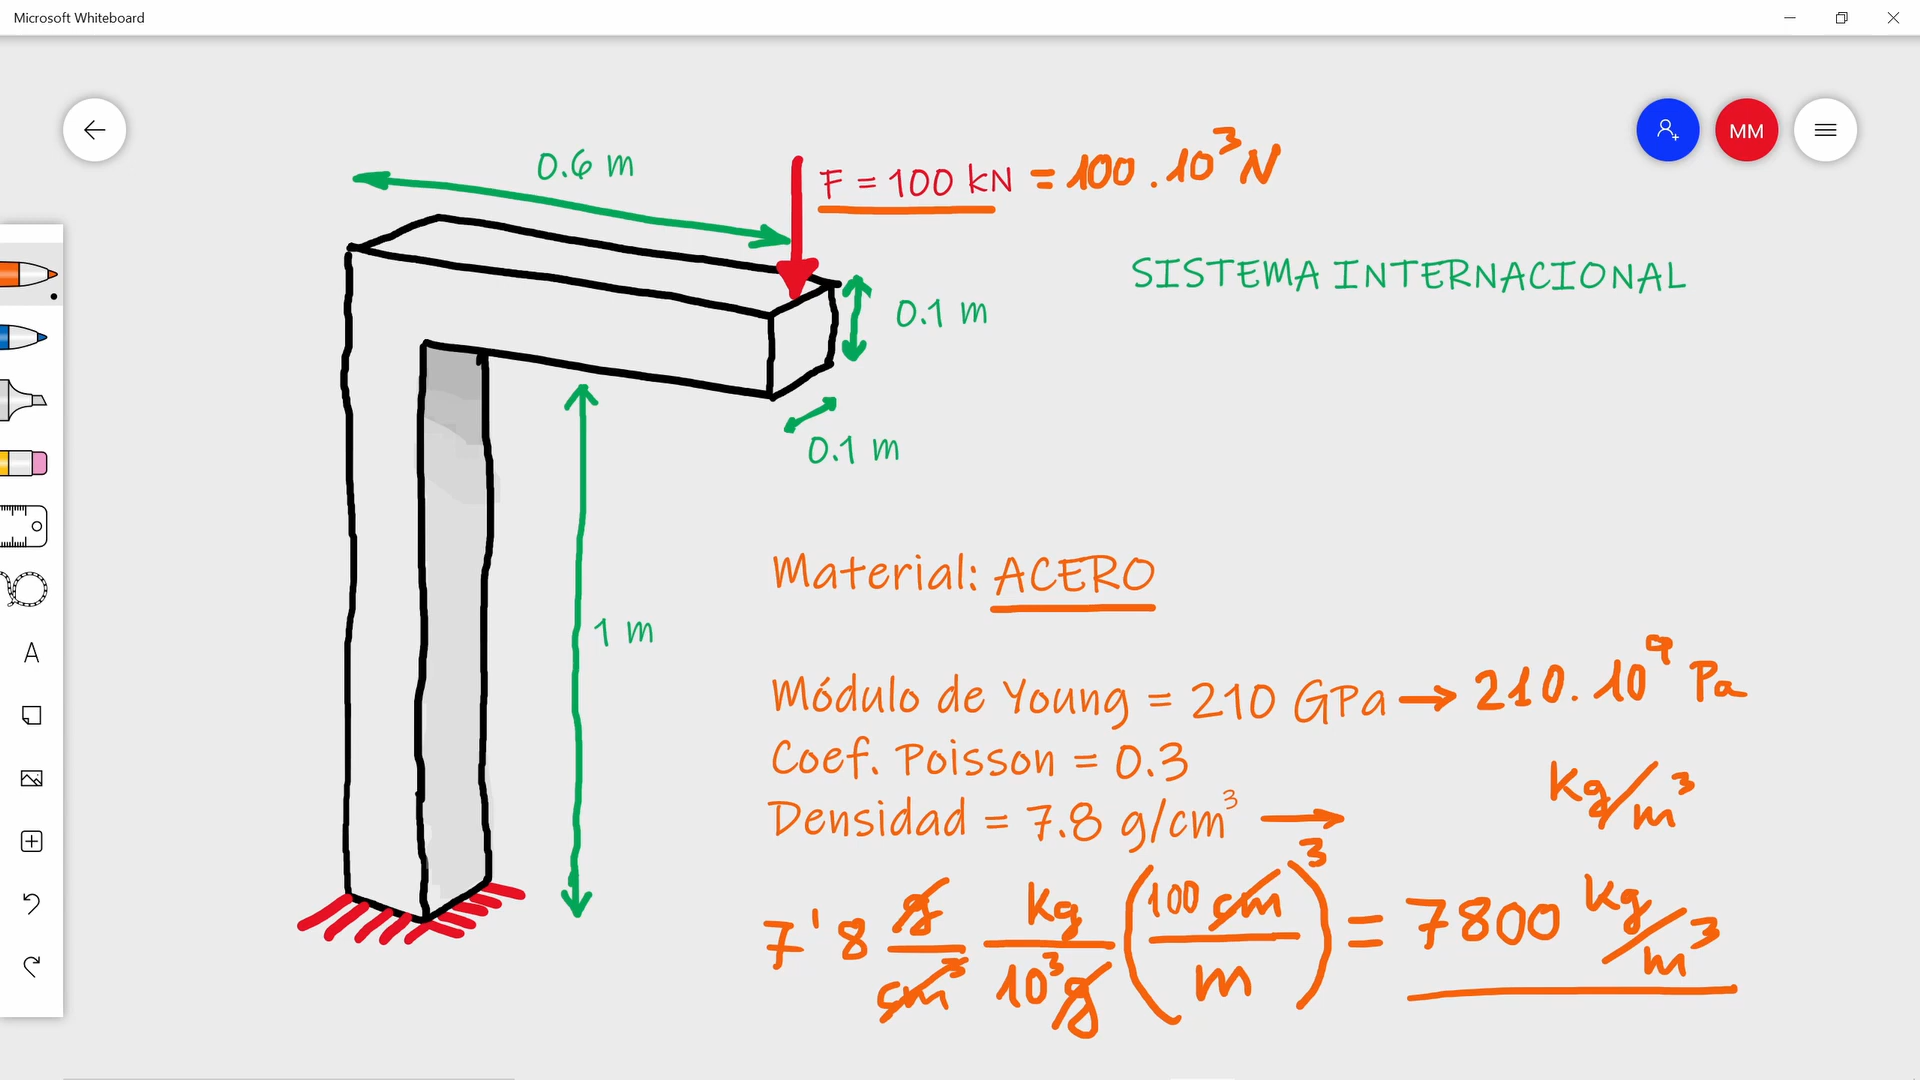 Microsoft Whiteboard
MM
0.6 m
F = 100 kN = 100 . 10³ N
SISTEMA INTERNACIONAL
0.1 m
0.1 m
1 m
Material: ACERO
Módulo de Young = 210 GPa → 210 . 10⁹ Pa
Coef. Poisson = 0.3
Kg/m³
Densidad = 7.8 g/cm³ →
7'8 g/cm³ Kg/10³g (100 cm/m)³ = 7800 Kg/m³
A